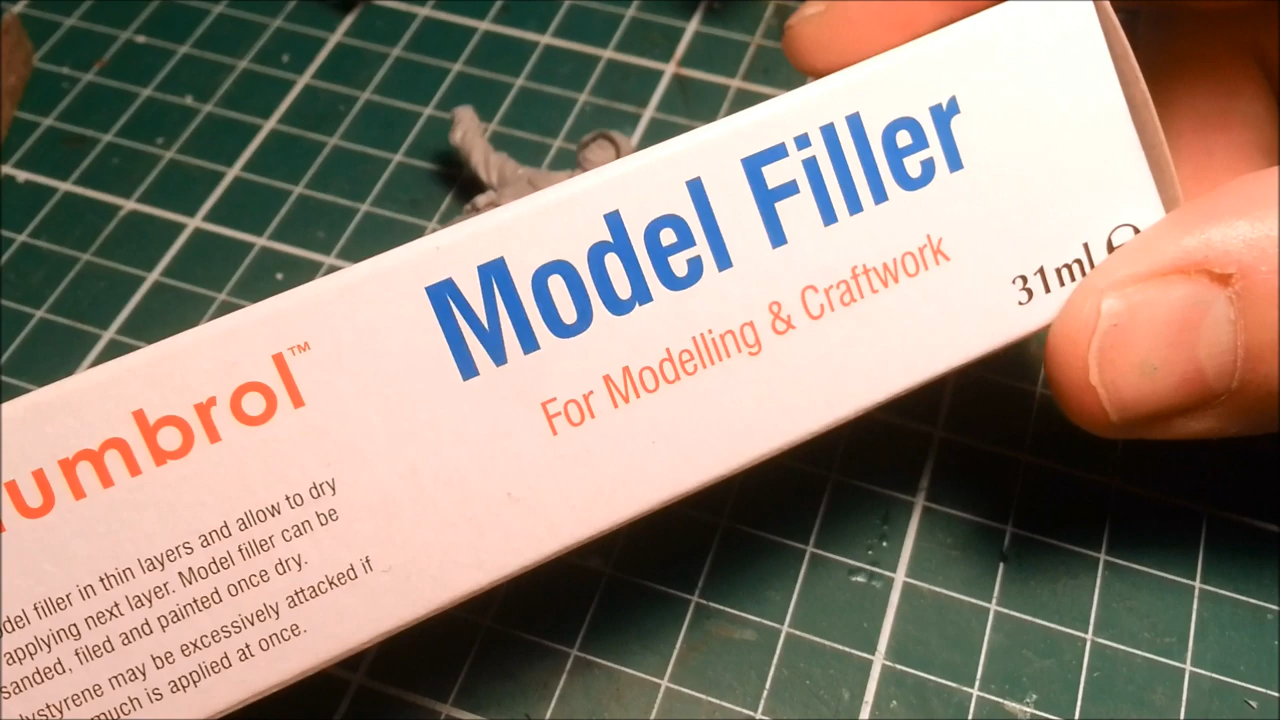 Model Filler
For Modelling & Craftwork
31ml ℮
umbrol™
del filler in thin layers and allow to dry
applying next layer. Model filler can be
sanded, filed and painted once dry.
lystyrene may be excessively attacked if
much is applied at once.